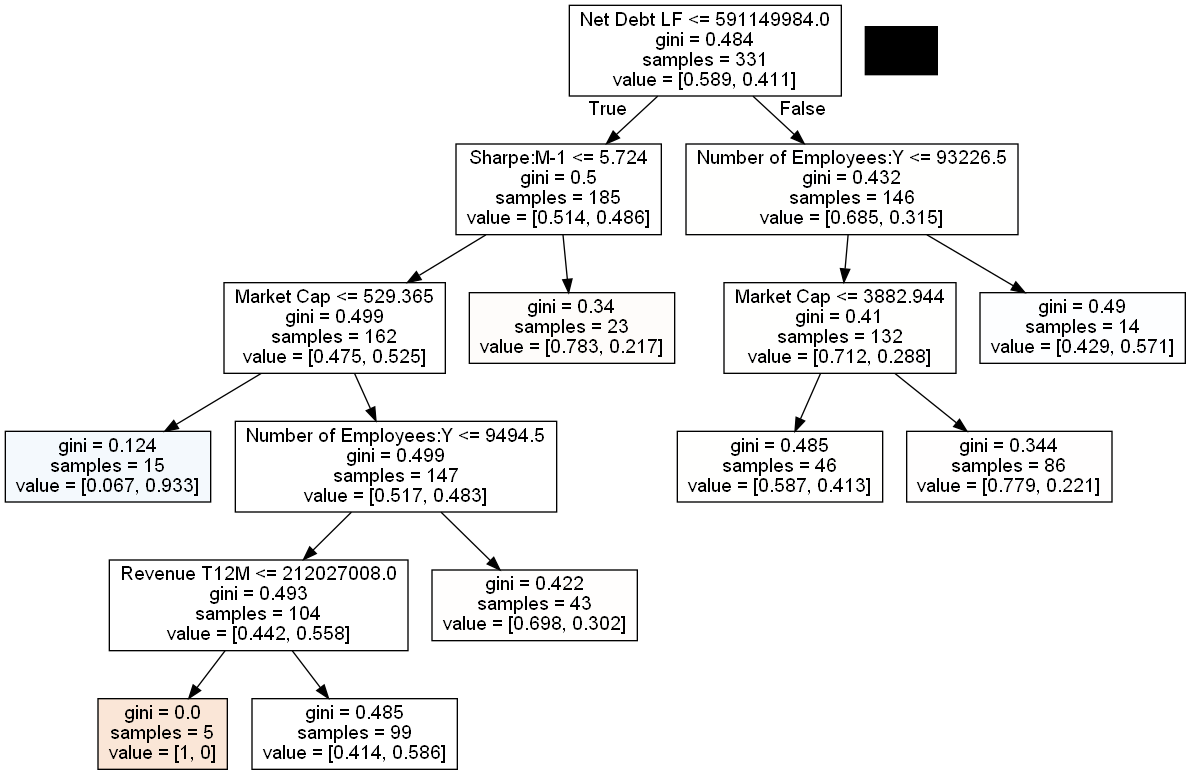 Net Debt LF <= 591149984.0
gini = 0.484
samples = 331
value = [0.589, 0.411]
True
False
Sharpe:M-1 <= 5.724
gini = 0.5
samples = 185
value = [0.514, 0.486]
Number of Employees:Y <= 93226.5
gini = 0.432
samples = 146
value = [0.685, 0.315]
Market Cap <= 529.365
gini = 0.499
samples = 162
value = [0.475, 0.525]
gini = 0.34
samples = 23
value = [0.783, 0.217]
Market Cap <= 3882.944
gini = 0.41
samples = 132
value = [0.712, 0.288]
gini = 0.49
samples = 14
value = [0.429, 0.571]
gini = 0.124
samples = 15
value = [0.067, 0.933]
Number of Employees:Y <= 9494.5
gini = 0.499
samples = 147
value = [0.517, 0.483]
gini = 0.485
samples = 46
value = [0.587, 0.413]
gini = 0.344
samples = 86
value = [0.779, 0.221]
Revenue T12M <= 212027008.0
gini = 0.493
samples = 104
value = [0.442, 0.558]
gini = 0.422
samples = 43
value = [0.698, 0.302]
gini = 0.0
samples = 5
value = [1, 0]
gini = 0.485
samples = 99
value = [0.414, 0.586]